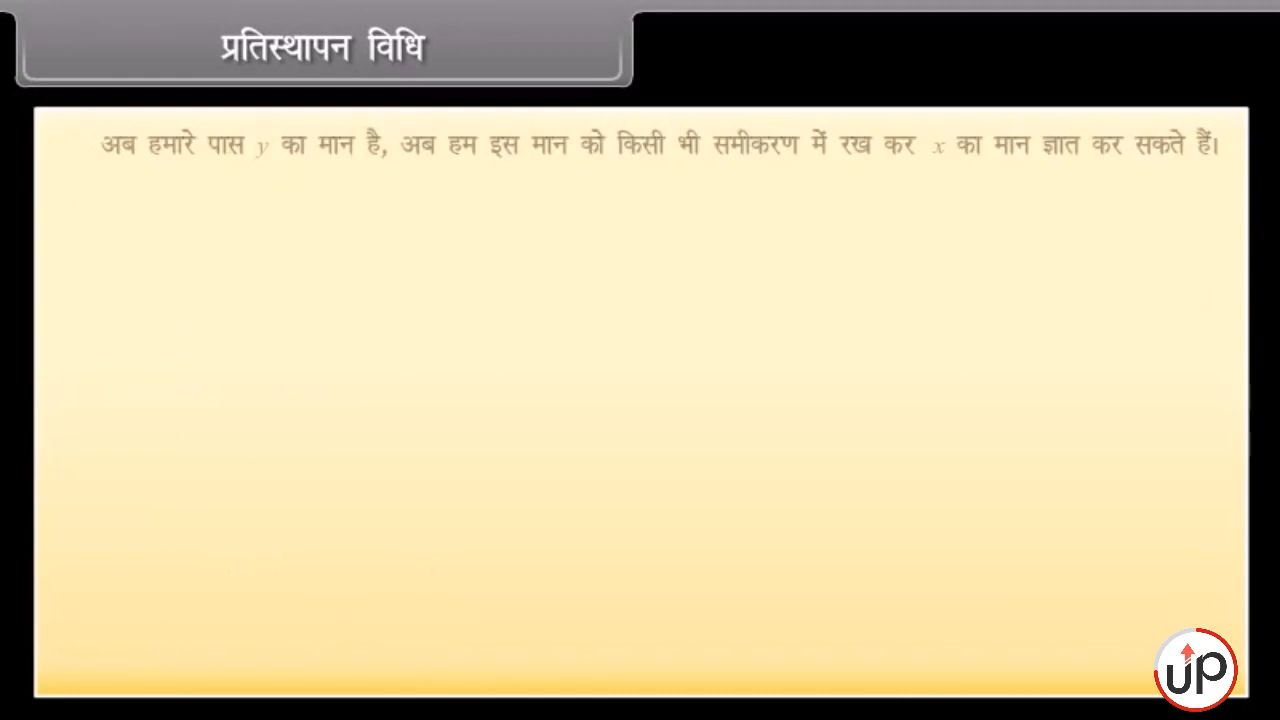 प्रतिस्थापन विधि
अब हमारे पास y का मान है, अब हम इस मान को किसी भी समीकरण में रख कर x का मान ज्ञात कर सकते हैं।
UP